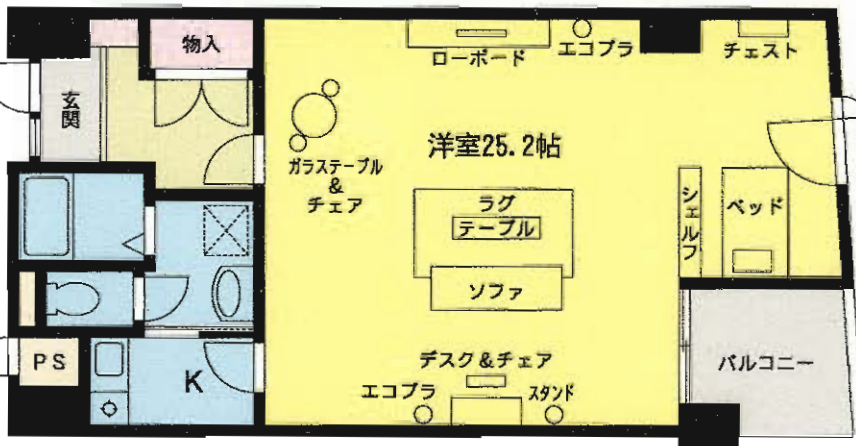 物入
玄関
ローボード
エコプラ
チェスト
洋室25.2帖
ガラステーブル
&
チェア
ラグ
テーブル
ソファ
シェルフ
ベッド
PS
K
デスク&チェア
エコプラ
スタンド
バルコニー